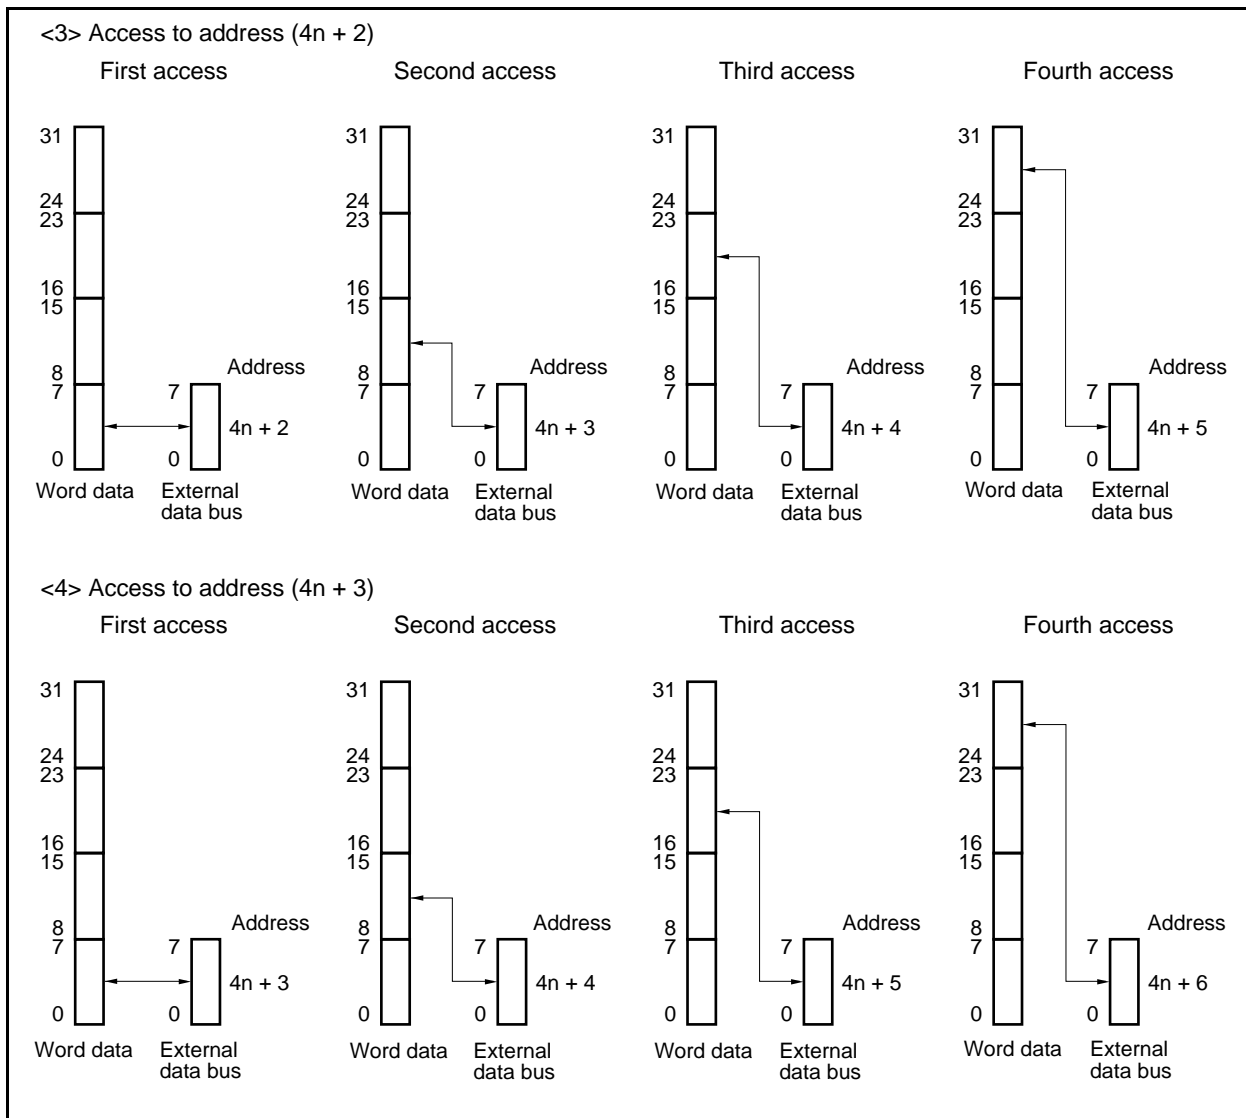 <3> Access to address (4n + 2)
First access
Second access
Third access
Fourth access
31
24
23
16
15
8
7
0
Word data
Address
7
4n + 2
0
External
data bus
31
24
23
16
15
8
7
0
Word data
Address
7
4n + 3
0
External
data bus
31
24
23
16
15
8
7
0
Word data
Address
7
4n + 4
0
External
data bus
31
24
23
16
15
8
7
0
Word data
Address
7
4n + 5
0
External
data bus
<4> Access to address (4n + 3)
First access
Second access
Third access
Fourth access
31
24
23
16
15
8
7
0
Word data
Address
7
4n + 3
0
External
data bus
31
24
23
16
15
8
7
0
Word data
Address
7
4n + 4
0
External
data bus
31
24
23
16
15
8
7
0
Word data
Address
7
4n + 5
0
External
data bus
31
24
23
16
15
8
7
0
Word data
Address
7
4n + 6
0
External
data bus